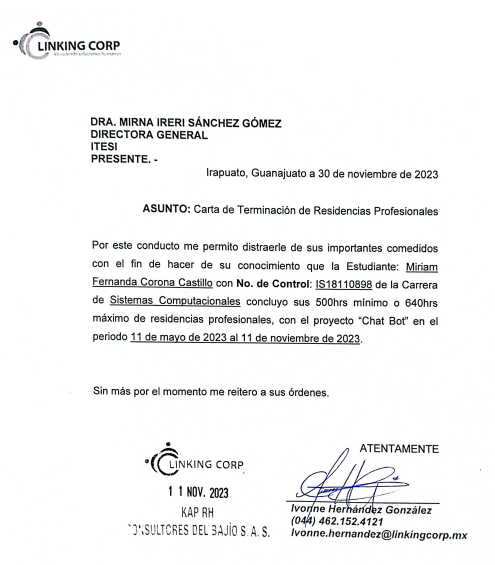 LINKING CORP
DRA. MIRNA IRERI SÁNCHEZ GÓMEZ
DIRECTORA GENERAL
ITESI
PRESENTE. -
Irapuato, Guanajuato a 30 de noviembre de 2023
ASUNTO: Carta de Terminación de Residencias Profesionales
Por este conducto me permito distraerle de sus importantes comedidos
con el fin de hacer de su conocimiento que la Estudiante: Miriam
Fernanda Corona Castillo con No. de Control: IS18110898 de la Carrera
de Sistemas Computacionales concluyo sus 500hrs mínimo o 640hrs
máximo de residencias profesionales, con el proyecto “Chat Bot” en el
periodo 11 de mayo de 2023 al 11 de noviembre de 2023.
Sin más por el momento me reitero a sus órdenes.
ATENTAMENTE
LINKING CORP
11 NOV. 2023
KAP RH
CONSULTORES DEL BAJÍO S. A. S.
Ivonne Hernández González
(044) 462.152.4121
Ivonne.hernandez@linkingcorp.mx